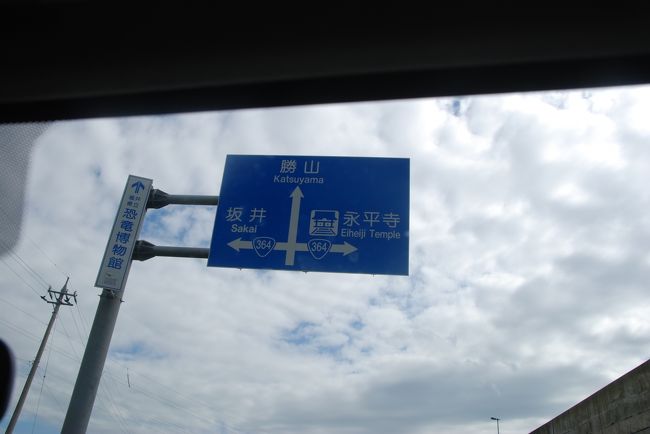 勝山
Katsuyama
坂井
Sakai
364
永平寺
Eiheiji Temple
364
福井
県立
恐竜博物館